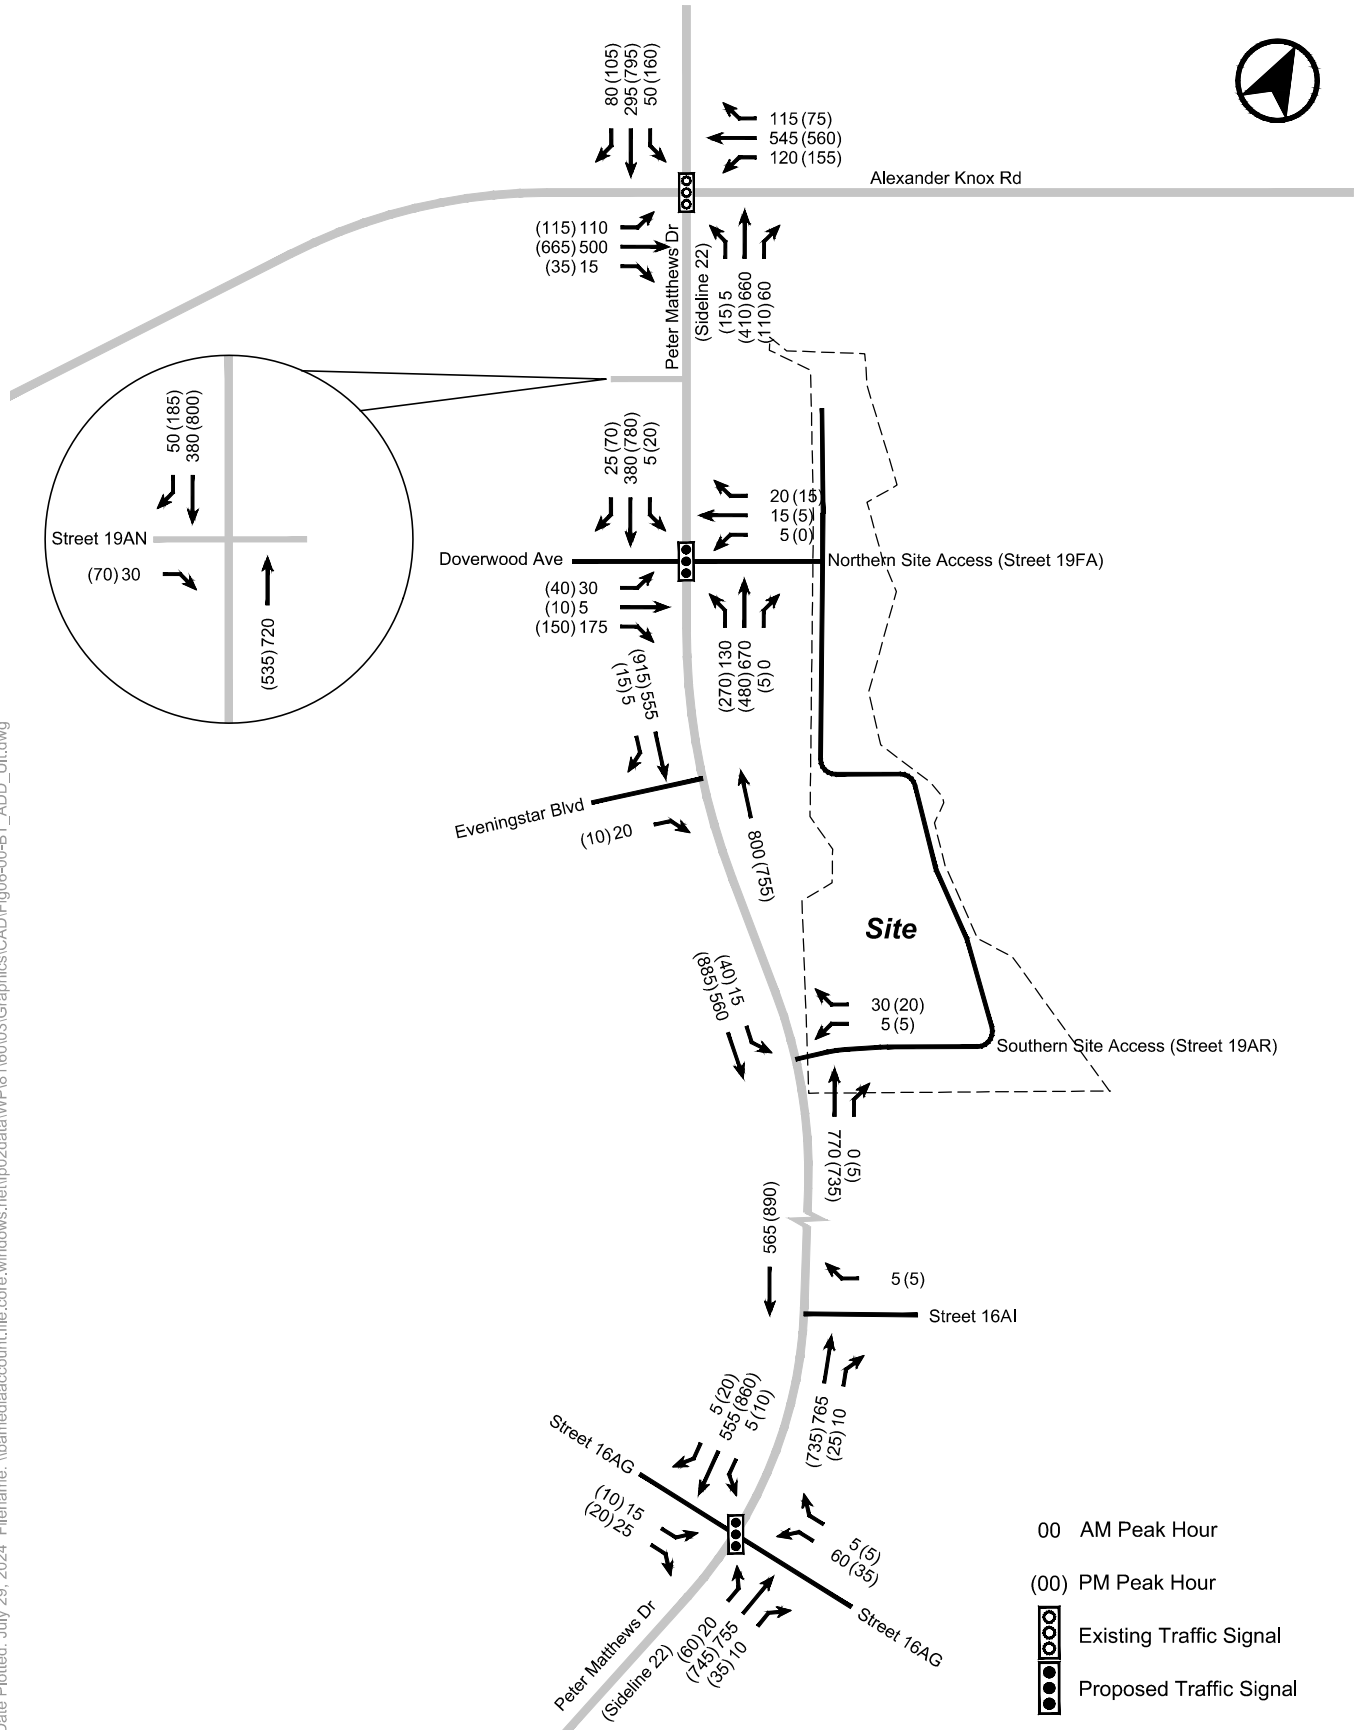 80 (105)
295 (795)
50 (160)
115 (75)
545 (560)
120 (155)
Alexander Knox Rd
(115) 110
(665) 500
(35) 15
Peter Matthews Dr
(Sideline 22)
(15) 5
(410) 660
(110) 60
50 (185)
380 (800)
Street 19AN
(70) 30
(535) 720
25 (70)
380 (780)
5 (20)
20 (15)
15 (5)
5 (0)
Doverwood Ave
Northern Site Access (Street 19FA)
(40) 30
(10) 5
(150) 175
(270) 130
(480) 670
(5) 0
(915) 555
(15) 5
Eveningstar Blvd
(10) 20
800 (755)
Site
(40) 15
(885) 560
30 (20)
5 (5)
Southern Site Access (Street 19AR)
0 (5)
770 (735)
565 (890)
5 (5)
Street 16AI
(735) 765
(25) 10
5 (20)
555 (860)
5 (10)
Street 16AG
(10) 15
(20) 25
5 (5)
60 (35)
Street 16AG
(60) 20
(745) 755
(35) 10
Peter Matthews Dr
(Sideline 22)
00 AM Peak Hour
(00) PM Peak Hour
Existing Traffic Signal
Proposed Traffic Signal
Plotted: July 29, 2024